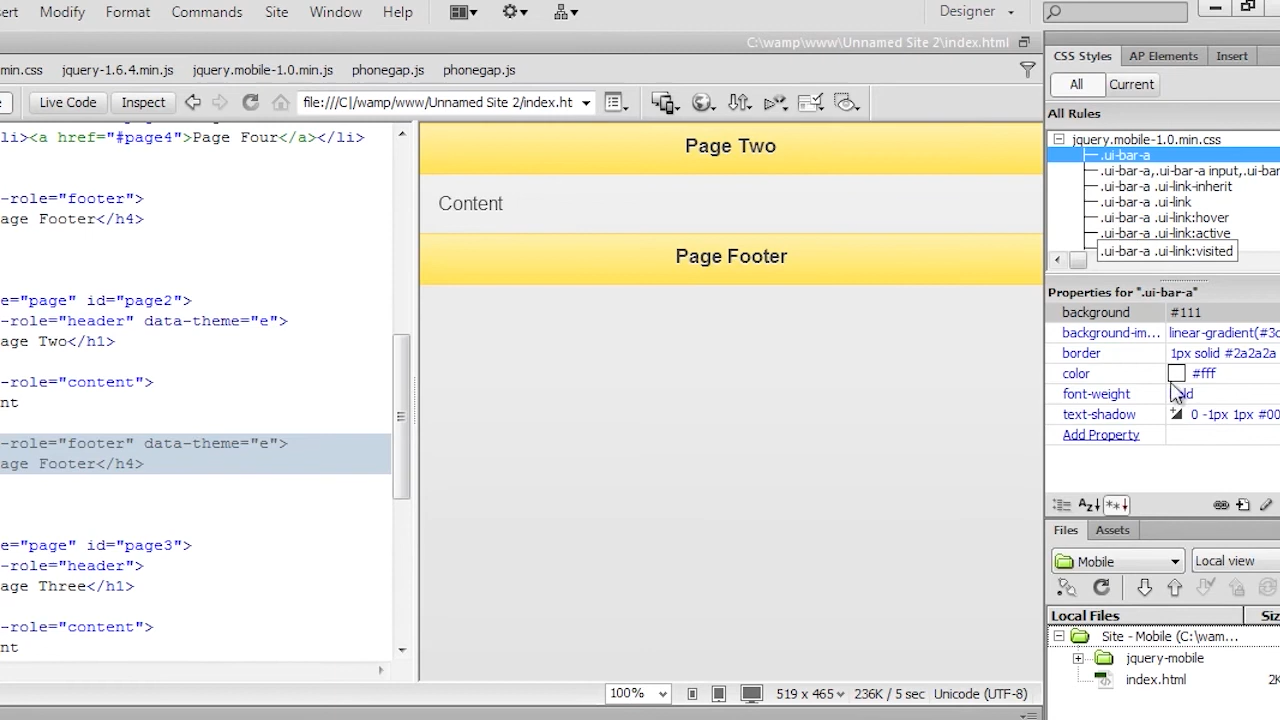 sert Modify Format Commands Site Window Help Designer
C:\wamp\www\Unnamed Site 2\index.html
min.css jquery-1.6.4.min.js jquery.mobile-1.0.min.js phonegap.js phonegap.js
Live Code Inspect file:///C|/wamp/www/Unnamed Site 2/index.ht
li><a href="#page4">Page Four</a></li>
-role="footer">
age Footer</h4>
e="page" id="page2">
-role="header" data-theme="e">
age Two</h1>
-role="content">
nt
-role="footer" data-theme="e">
age Footer</h4>
e="page" id="page3">
-role="header">
age Three</h1>
-role="content">
nt
Page Two
Content
Page Footer
100% 519 x 465 236K / 5 sec Unicode (UTF-8)
CSS Styles AP Elements Insert
All Current
All Rules
jquery.mobile-1.0.min.css
.ui-bar-a
.ui-bar-a,.ui-bar-a input,.ui-bar
.ui-bar-a .ui-link-inherit
.ui-bar-a .ui-link
.ui-bar-a .ui-link:hover
.ui-bar-a .ui-link:active
.ui-bar-a .ui-link:visited
Properties for ".ui-bar-a"
background #111
background-im... linear-gradient(#3c
border 1px solid #2a2a2a
color #fff
font-weight ld
text-shadow 0 -1px 1px #00
Add Property
Files Assets
Mobile Local view
Local Files Siz
Site - Mobile (C:\wam...
jquery-mobile
index.html 2K